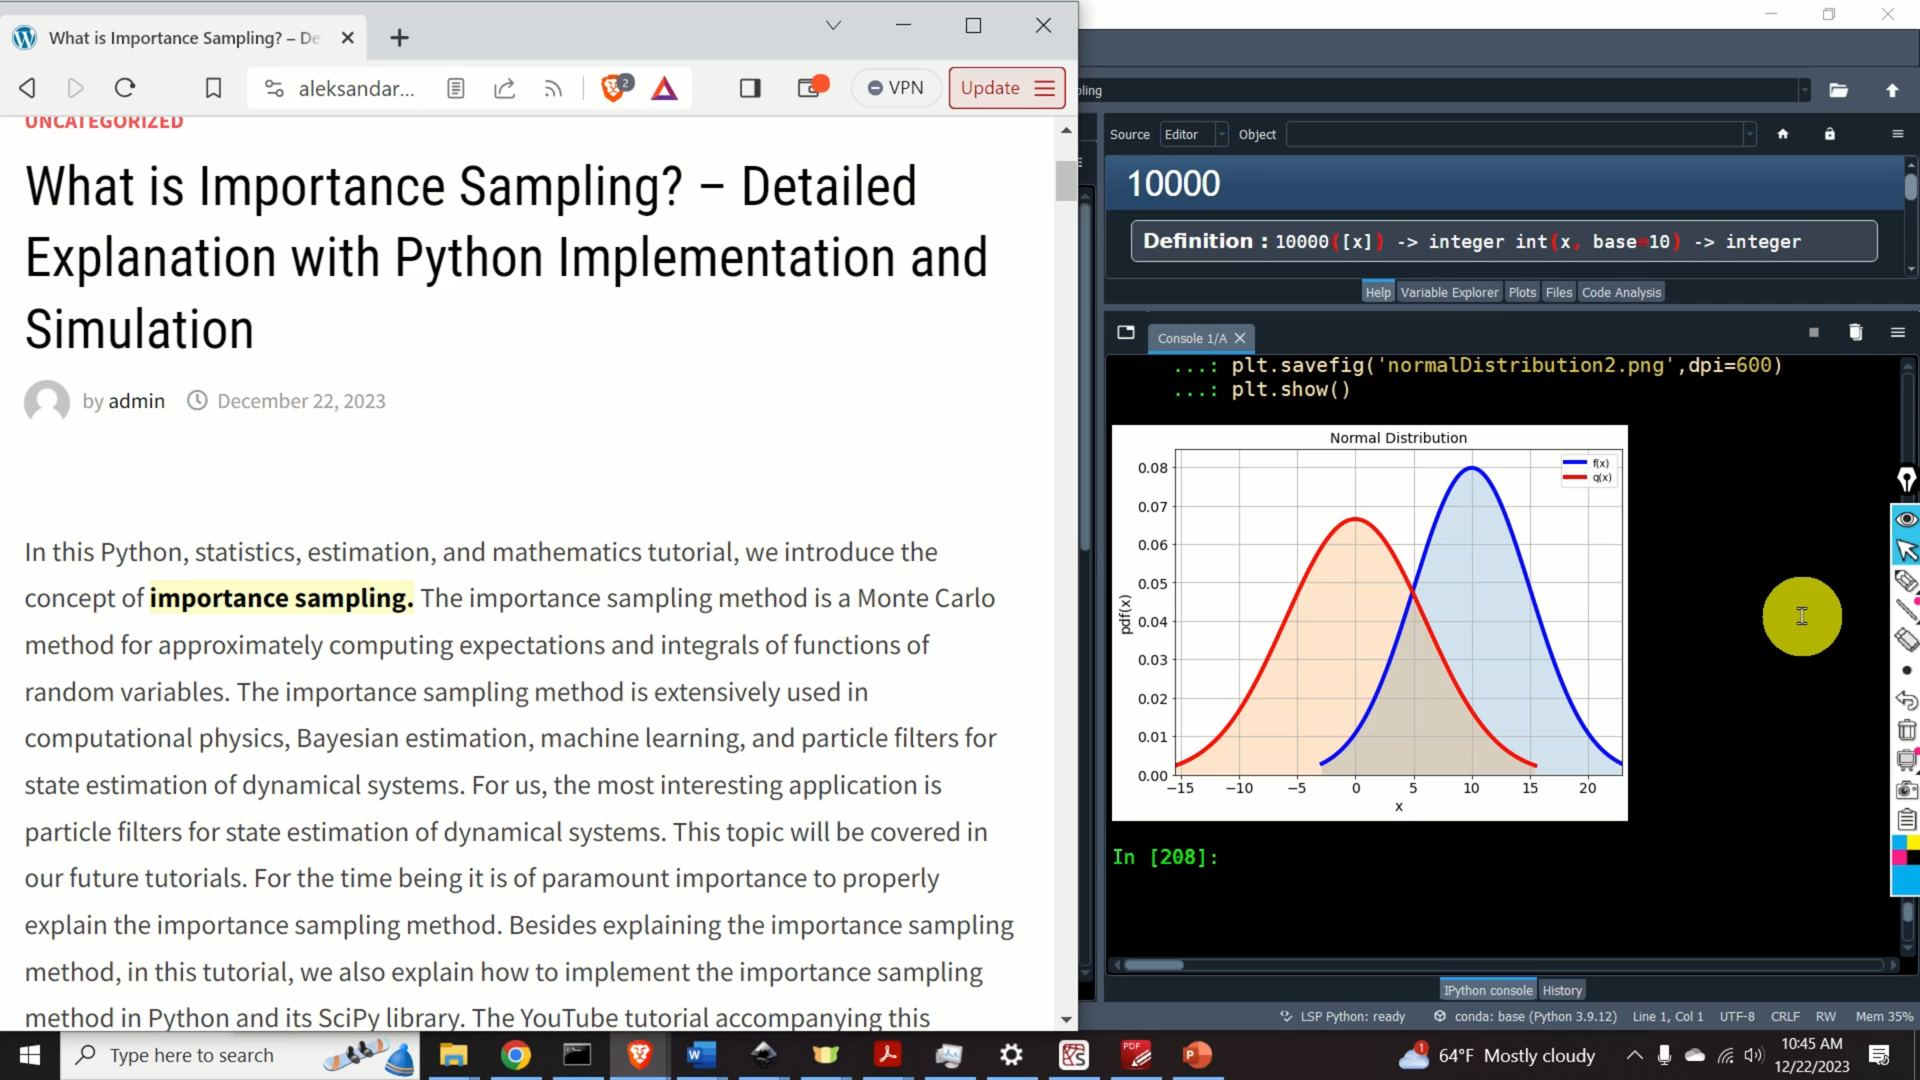 What is Importance Sampling? – De
aleksandar...
2
VPN
Update
UNCATEGORIZED
What is Importance Sampling? – Detailed
Explanation with Python Implementation and
Simulation
by admin
December 22, 2023
In this Python, statistics, estimation, and mathematics tutorial, we introduce the
concept of importance sampling. The importance sampling method is a Monte Carlo
method for approximately computing expectations and integrals of functions of
random variables. The importance sampling method is extensively used in
computational physics, Bayesian estimation, machine learning, and particle filters for
state estimation of dynamical systems. For us, the most interesting application is
particle filters for state estimation of dynamical systems. This topic will be covered in
our future tutorials. For the time being it is of paramount importance to properly
explain the importance sampling method. Besides explaining the importance sampling
method, in this tutorial, we also explain how to implement the importance sampling
method in Python and its SciPy library. The YouTube tutorial accompanying this
pling
Source Editor Object
10000
Definition : 10000([x]) -> integer int(x, base=10) -> integer
Help Variable Explorer Plots Files Code Analysis
Console 1/A
...: plt.savefig('normalDistribution2.png',dpi=600)
...: plt.show()
Normal Distribution
f(x)
q(x)
0.08
0.07
0.06
0.05
0.04
0.03
0.02
0.01
0.00
pdf(x)
−15 −10 −5 0 5 10 15 20
x
In [208]:
IPython console History
LSP Python: ready conda: base (Python 3.9.12) Line 1, Col 1 UTF-8 CRLF RW Mem 35%
Type here to search
PDF
1
64°F Mostly cloudy
10:45 AM
12/22/2023